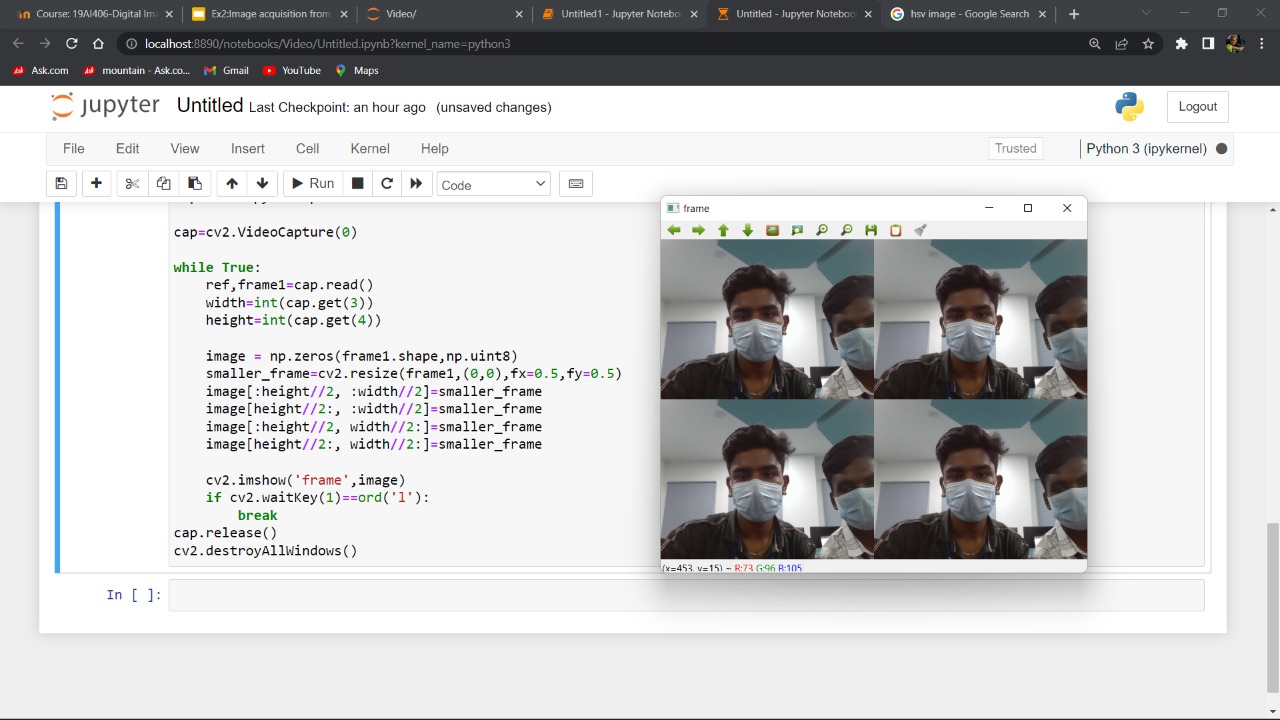 Course: 19AI406-Digital Ima
Ex2:Image acquisition from
Video/
Untitled1 - Jupyter Noteboo
Untitled - Jupyter Notebook
hsv image - Google Search
localhost:8890/notebooks/Video/Untitled.ipynb?kernel_name=python3
Ask.com
mountain - Ask.co...
Gmail
YouTube
Maps
jupyter Untitled Last Checkpoint: an hour ago (unsaved changes)
Logout
File Edit View Insert Cell Kernel Help
Trusted
Python 3 (ipykernel)
Run
Code
cap=cv2.VideoCapture(0)
while True:
ref,frame1=cap.read()
width=int(cap.get(3))
height=int(cap.get(4))
image = np.zeros(frame1.shape,np.uint8)
smaller_frame=cv2.resize(frame1,(0,0),fx=0.5,fy=0.5)
image[:height//2, :width//2]=smaller_frame
image[height//2:, :width//2]=smaller_frame
image[:height//2, width//2:]=smaller_frame
image[height//2:, width//2:]=smaller_frame
cv2.imshow('frame',image)
if cv2.waitKey(1)==ord('l'):
break
cap.release()
cv2.destroyAllWindows()
frame
(x=453, y=15) ~ R:73 G:96 B:105
In [ ]: